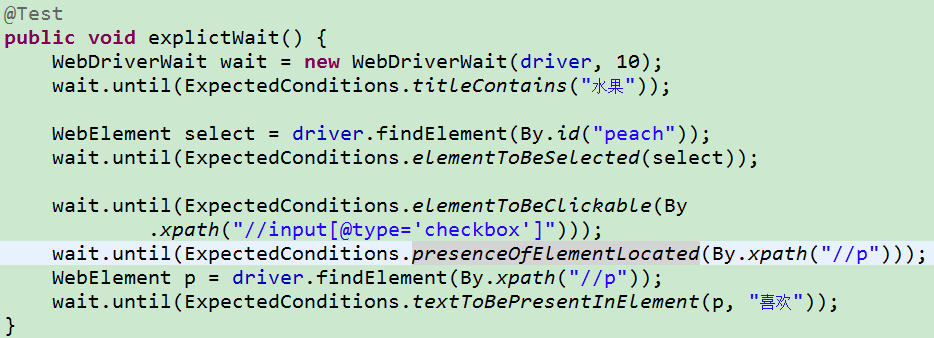 @Test
public void explictWait() {
    WebDriverWait wait = new WebDriverWait(driver, 10);
    wait.until(ExpectedConditions.titleContains("水果"));

    WebElement select = driver.findElement(By.id("peach"));
    wait.until(ExpectedConditions.elementToBeSelected(select));

    wait.until(ExpectedConditions.elementToBeClickable(By
            .xpath("//input[@type='checkbox']")));
    wait.until(ExpectedConditions.presenceOfElementLocated(By.xpath("//p")));
    WebElement p = driver.findElement(By.xpath("//p"));
    wait.until(ExpectedConditions.textToBePresentInElement(p, "喜欢"));
}